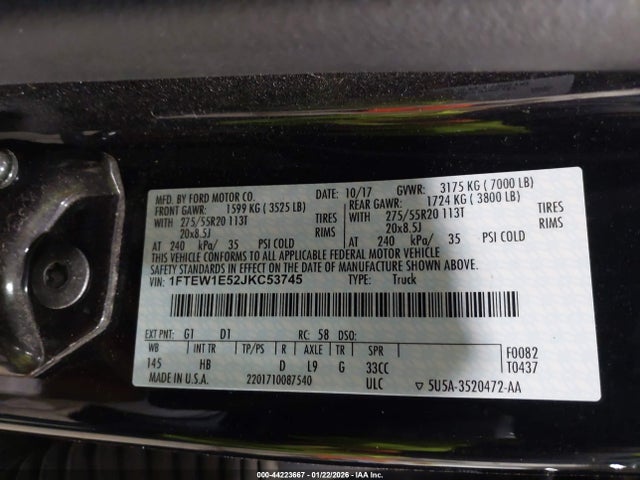 MFD. BY FORD MOTOR CO. DATE: 10/17 GVWR: 3175 KG ( 7000 LB)
FRONT GAWR: 1599 KG ( 3525 LB) REAR GAWR: 1724 KG ( 3800 LB)
WITH 275/55R20 113T TIRES WITH 275/55R20 113T TIRES
20x8.5J RIMS 20x8.5J RIMS
AT 240 kPa/ 35 PSI COLD AT 240 kPa/ 35 PSI COLD
THIS VEHICLE CONFORMS TO ALL APPLICABLE FEDERAL MOTOR VEHICLE
SAFETY STANDARDS IN EFFECT ON THE DATE OF MANUFACTURE SHOWN ABOVE.
VIN: 1FTEW1E52JKC53745 TYPE: Truck
EXT PNT: G1 D1 RC: 58 DSO:
WB INT TR TP/PS R AXLE TR SPR F0082
145 HB D L9 G 33CC T0437
MADE IN U.S.A. 2201710087540 ULC ▽ 5U5A-3520472-AA
000-44223667 - 01/22/2026 - IAA Inc.